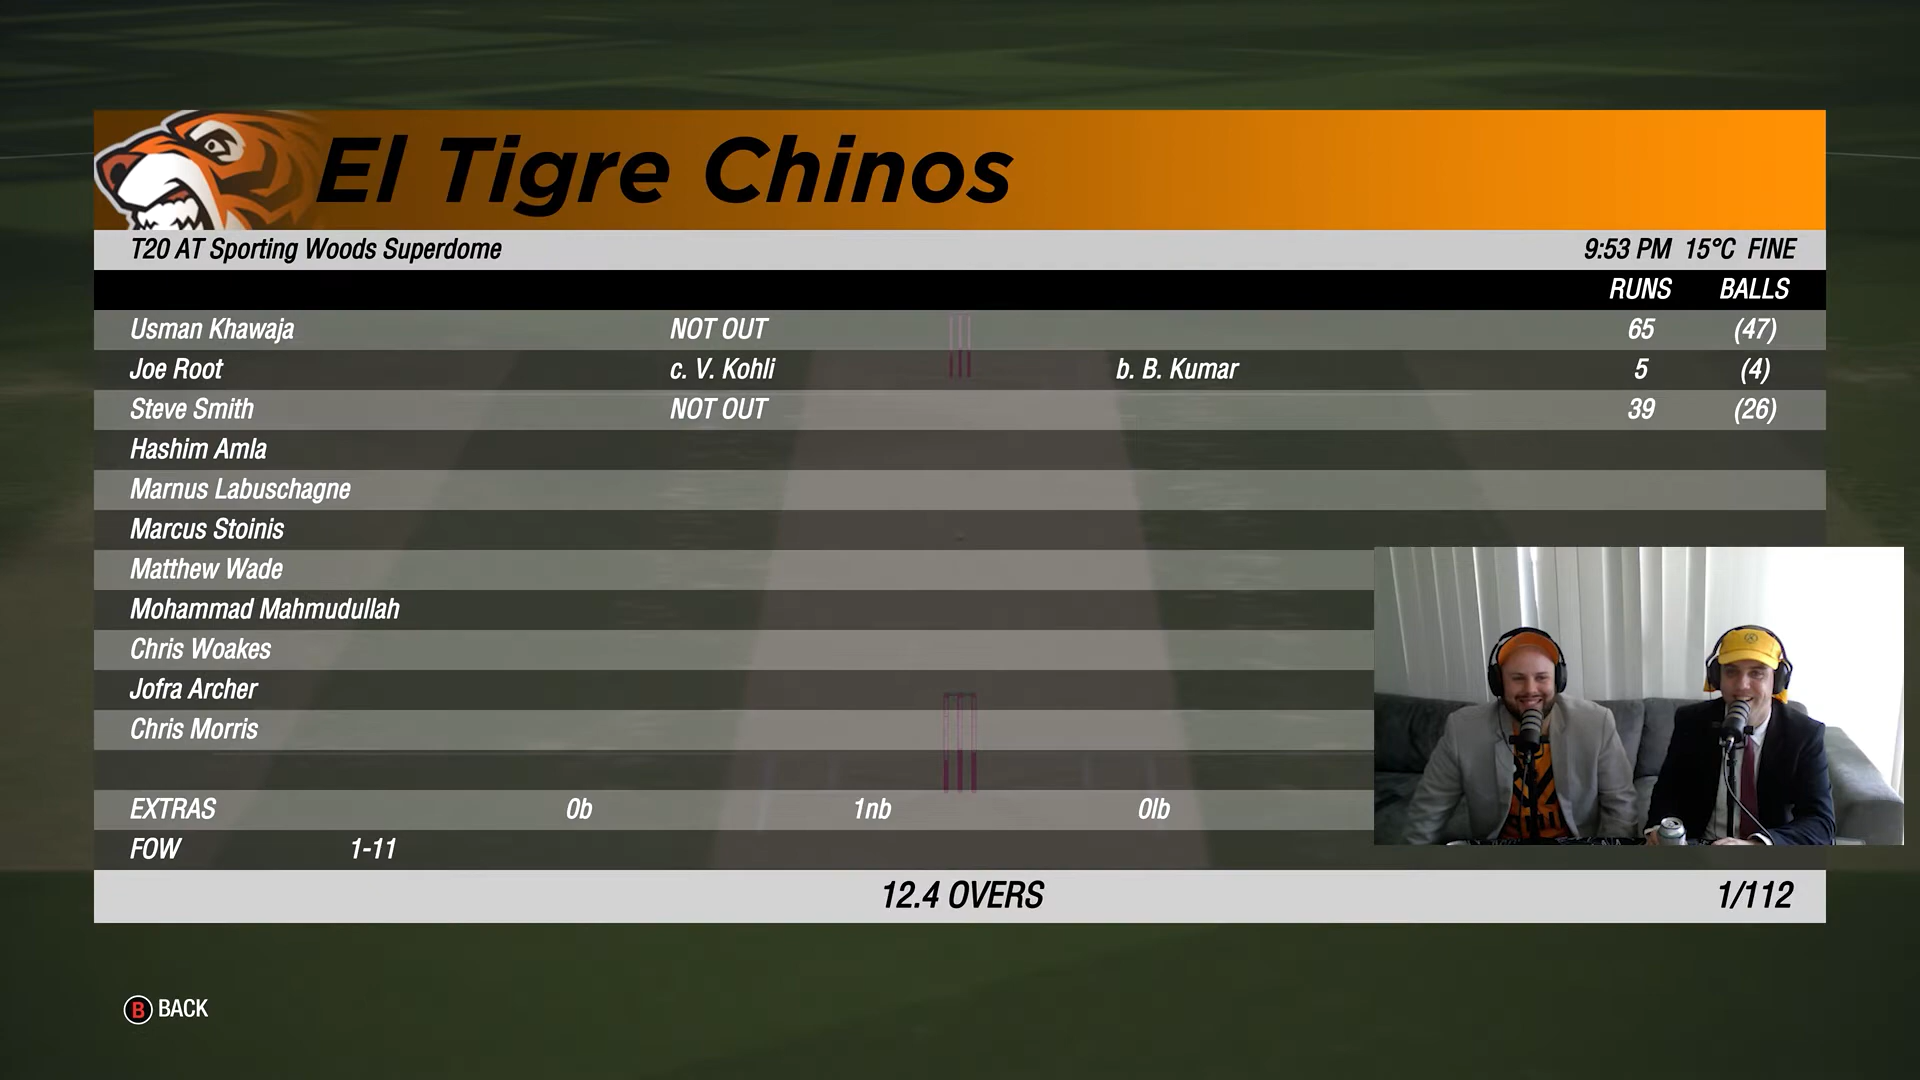 El Tigre Chinos
T20 AT Sporting Woods Superdome 9:53 PM 15°C FINE
RUNS BALLS
Usman Khawaja NOT OUT 65 (47)
Joe Root c. V. Kohli b. B. Kumar 5 (4)
Steve Smith NOT OUT 39 (26)
Hashim Amla
Marnus Labuschagne
Marcus Stoinis
Matthew Wade
Mohammad Mahmudullah
Chris Woakes
Jofra Archer
Chris Morris
EXTRAS 0b 1nb 0lb
FOW 1-11
12.4 OVERS 1/112
B BACK